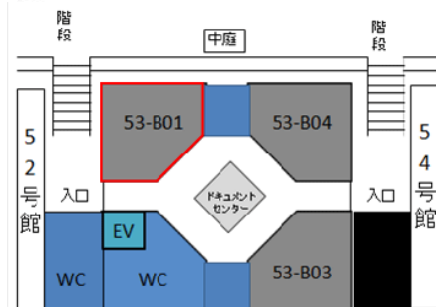 階段
中庭
階段
53-B01
53-B04
52号館
54号館
ドキュメント
センター
入口
入口
EV
WC
WC
53-B03